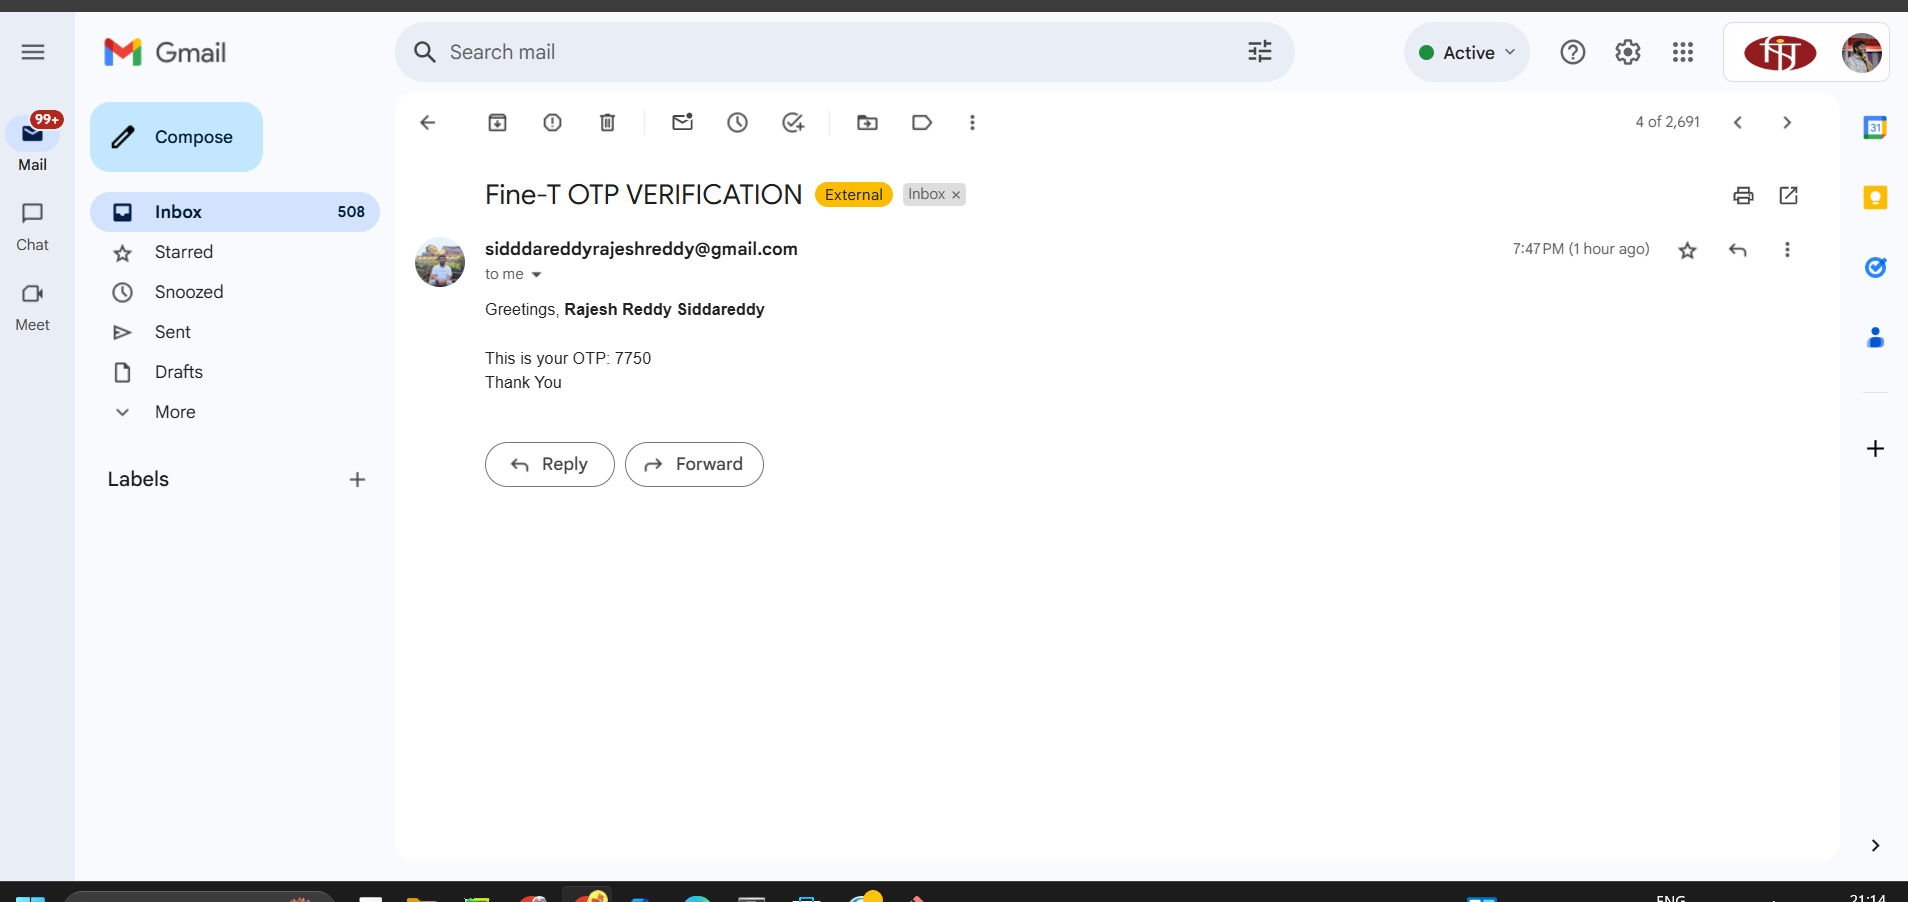 Gmail
Search mail
Active
99+
Mail
Chat
Meet
Compose
Inbox 508
Starred
Snoozed
Sent
Drafts
More
Labels
4 of 2,691
Fine-T OTP VERIFICATION External Inbox ×
sidddareddyrajeshreddy@gmail.com 7:47 PM (1 hour ago)
to me
Greetings, Rajesh Reddy Siddareddy
This is your OTP: 7750
Thank You
Reply Forward
31
ENG
21:14